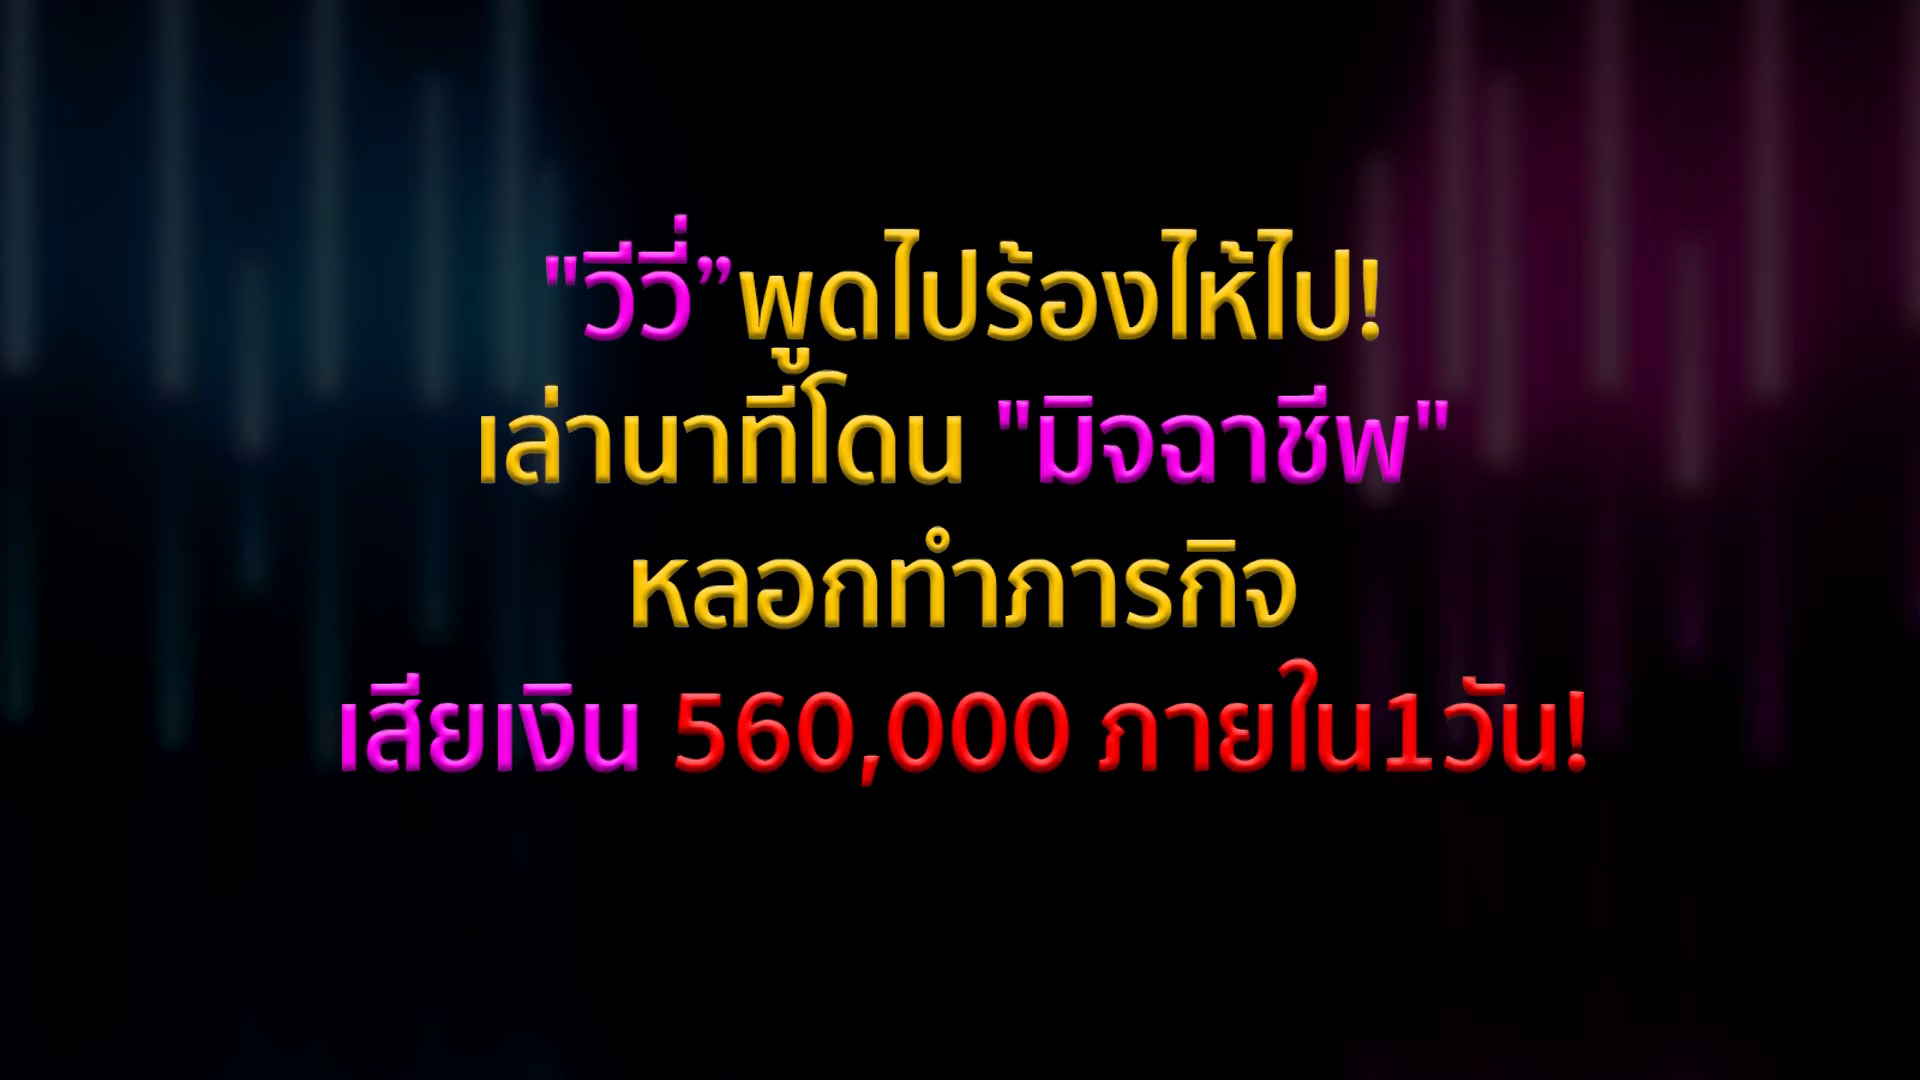 "วีวี่”พูดไปร้องไห้ไป!
เล่านาทีโดน "มิจฉาชีพ"
หลอกทำภารกิจ
เสียเงิน 560,000 ภายใน1วัน!